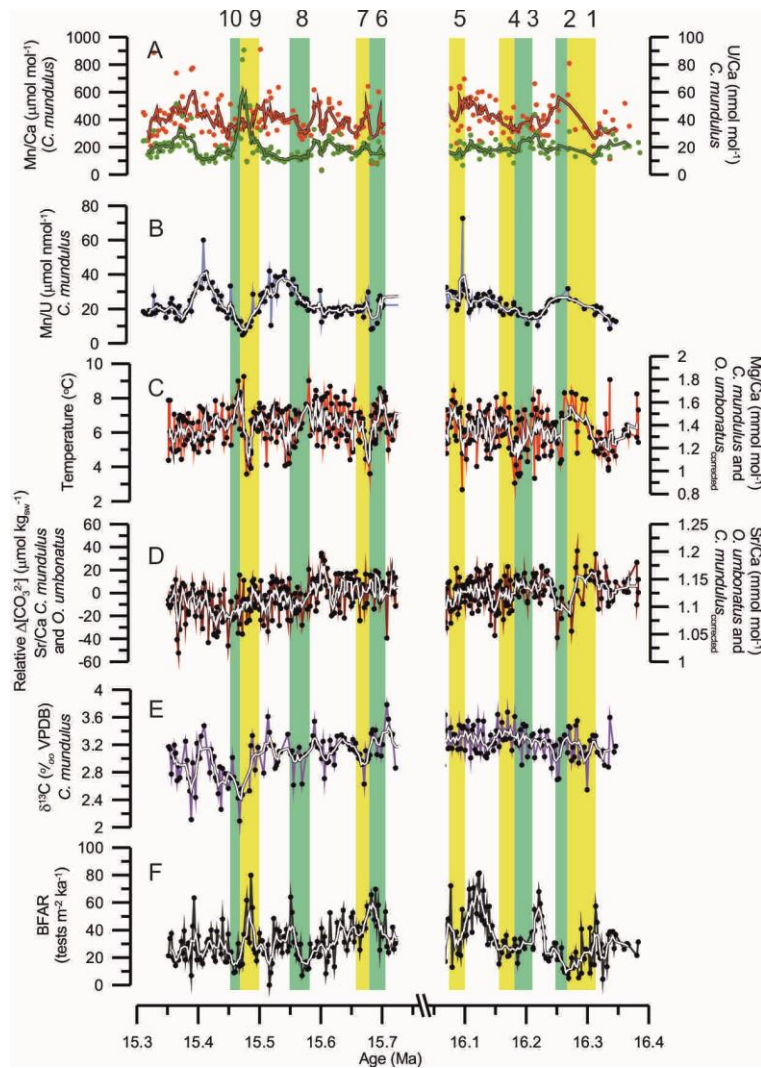 10 9 8 7 6 5 4 3 2 1
A
Mn/Ca (μmol mol⁻¹)
(C. mundulus)
1000
800
600
400
200
0
U/Ca
(nmol mol⁻¹)
C. mundulus
100
80
60
40
20
0
B
Mn/U (μmol nmol⁻¹)
C. mundulus
80
60
40
20
0
C
Temperature (ºC)
10
8
6
4
2
Mg/Ca (mmol mol⁻¹)
C. mundulus and
O. umbonatus corrected
2
1.8
1.6
1.4
1.2
1
0.8
D
Relative Δ[CO₃²⁻] (μmol kgsw⁻¹)
Sr/Ca C. mundulus
and O. umbonatus
60
40
20
0
-20
-40
-60
Sr/Ca (mmol mol⁻¹)
O. umbonatus and
C. mundulus corrected
1.25
1.2
1.15
1.1
1.05
1
E
δ¹³C (º/oo VPDB)
C. mundulus
4
3.6
3.2
2.8
2.4
2
F
BFAR
(tests m⁻² ka⁻¹)
100
80
60
40
20
0
15.3 15.4 15.5 15.6 15.7 16.1 16.2 16.3 16.4
Age (Ma)